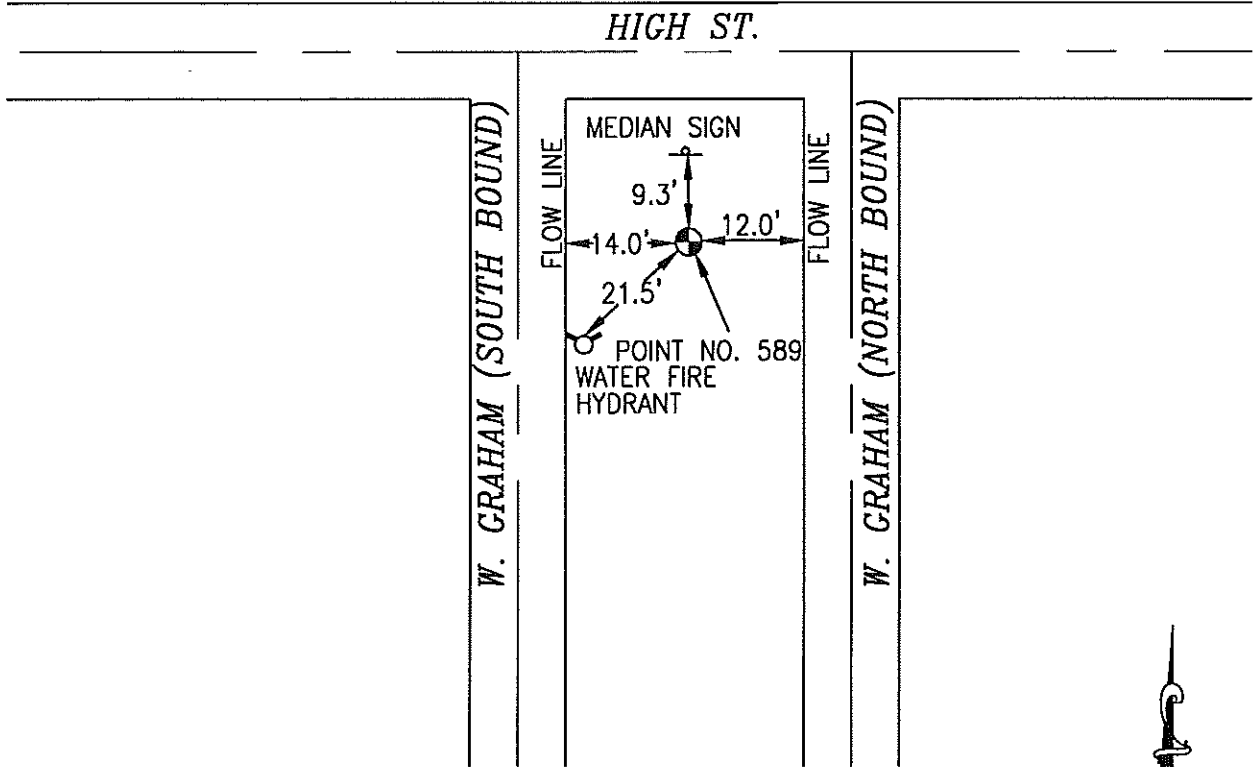 HIGH ST.
MEDIAN SIGN
9.3'
14.0'
12.0'
21.5'
POINT NO. 589
WATER FIRE
HYDRANT
FLOW LINE
FLOW LINE
W. GRAHAM (SOUTH BOUND)
W. GRAHAM (NORTH BOUND)